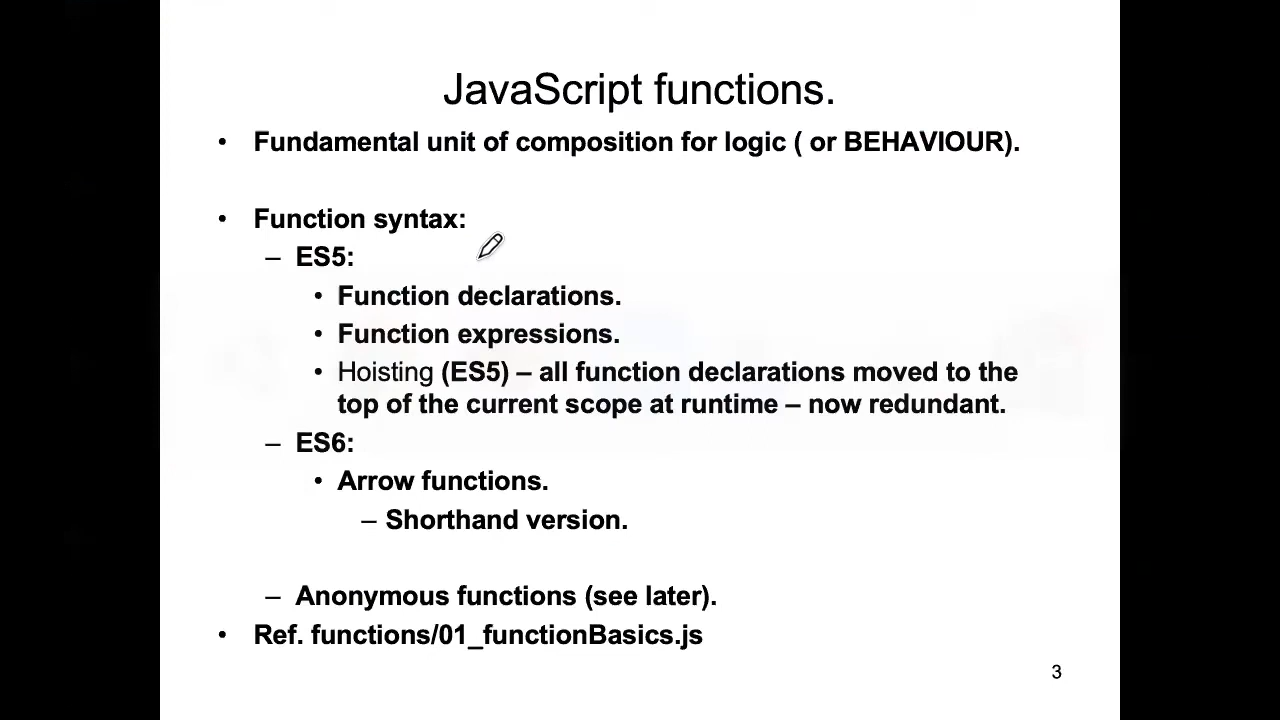 JavaScript functions.
• Fundamental unit of composition for logic ( or BEHAVIOUR).
• Function syntax:
– ES5:
• Function declarations.
• Function expressions.
• Hoisting (ES5) – all function declarations moved to the
top of the current scope at runtime – now redundant.
– ES6:
• Arrow functions.
– Shorthand version.
– Anonymous functions (see later).
• Ref. functions/01_functionBasics.js
3